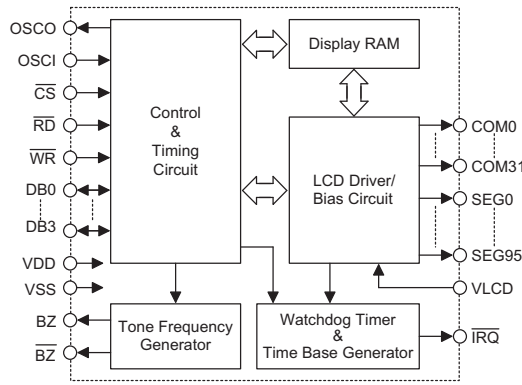 OSCO
OSCI
CS
RD
WR
DB0
DB3
VDD
VSS
BZ
BZ
Control
&
Timing
Circuit
Display RAM
LCD Driver/
Bias Circuit
Tone Frequency
Generator
Watchdog Timer
&
Time Base Generator
COM0
COM31
SEG0
SEG95
VLCD
IRQ